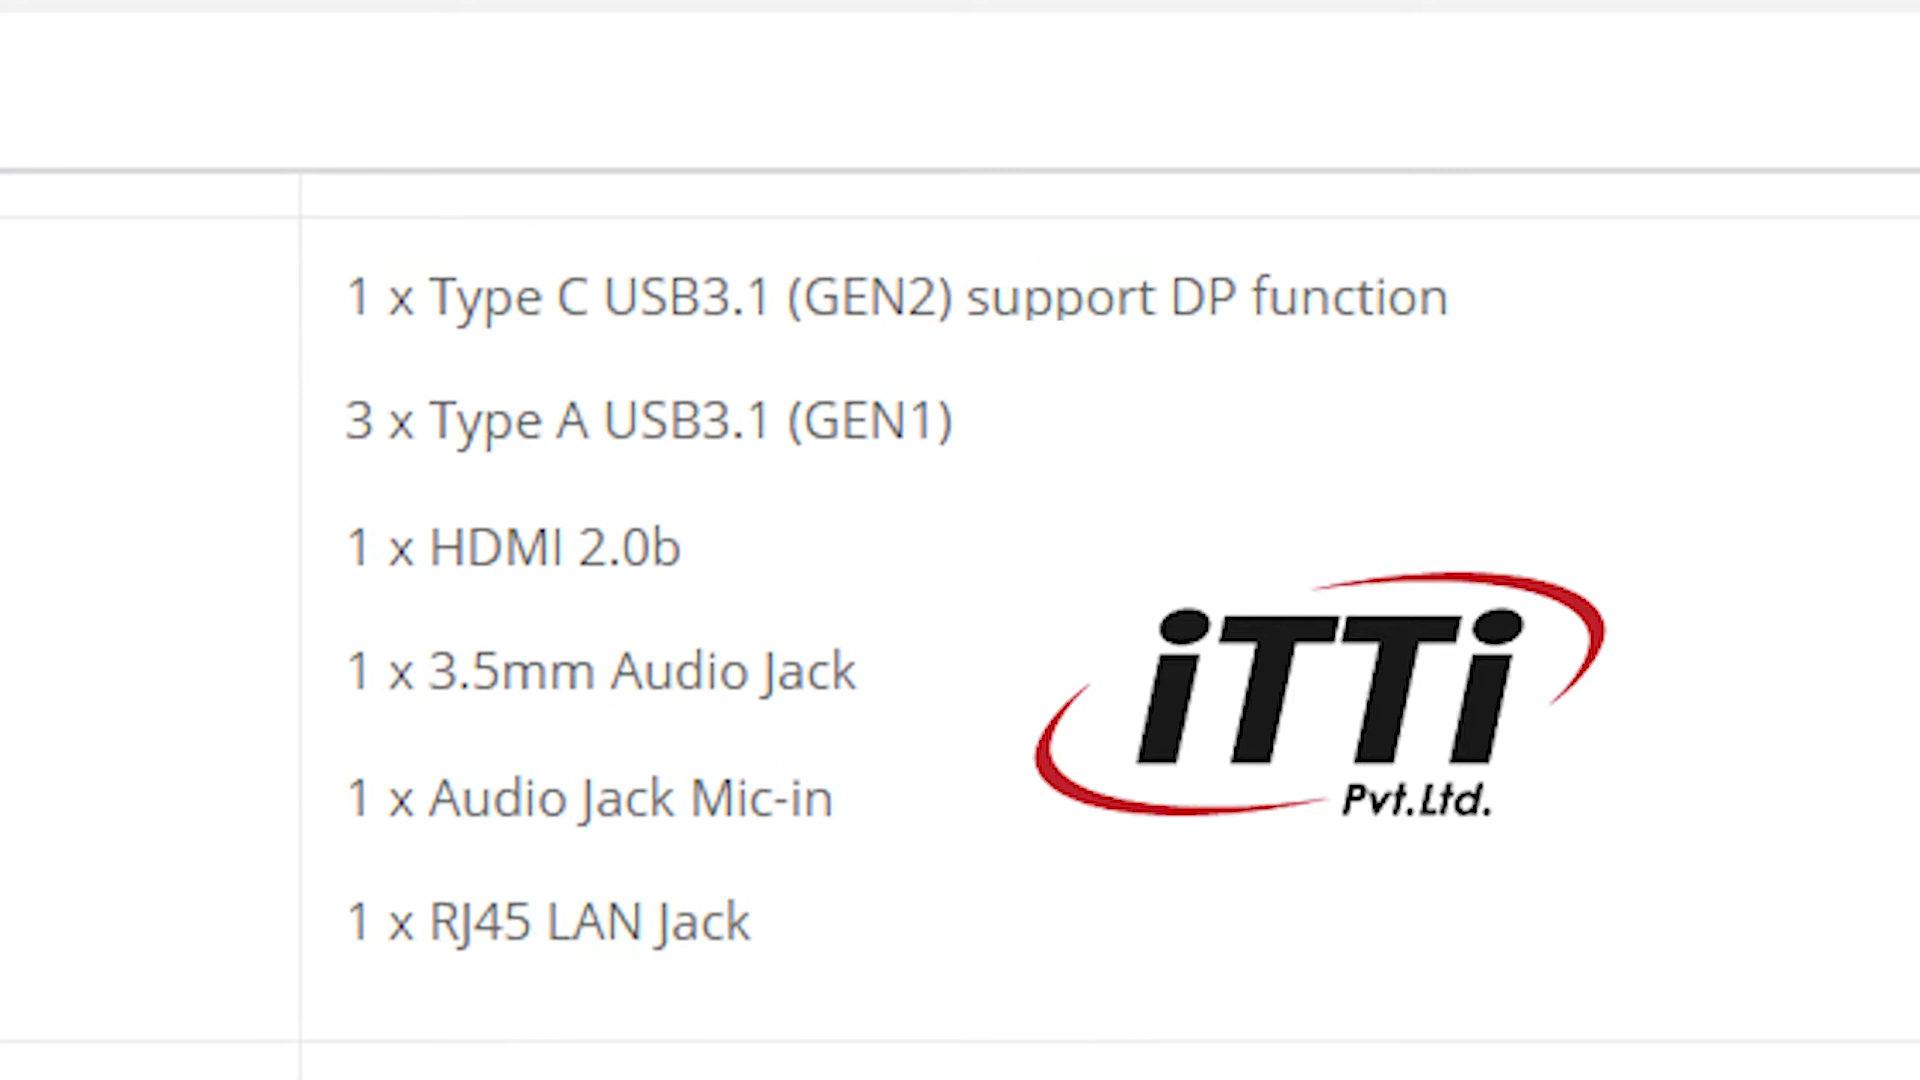 1 x Type C USB3.1 (GEN2) support DP function
3 x Type A USB3.1 (GEN1)
1 x HDMI 2.0b
1 x 3.5mm Audio Jack
1 x Audio Jack Mic-in
1 x RJ45 LAN Jack
iTTi
Pvt.Ltd.